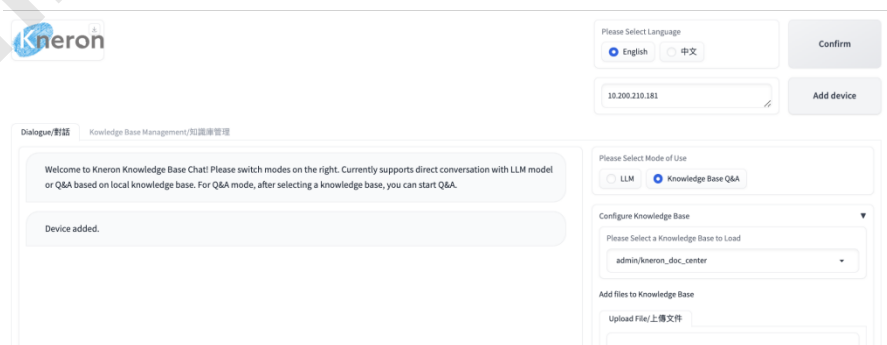 Kneron
Please Select Language
English
中文
Confirm
10.200.210.181
Add device
Dialogue/對話
Kowledge Base Management/知識庫管理
Welcome to Kneron Knowledge Base Chat! Please switch modes on the right. Currently supports direct conversation with LLM model
or Q&A based on local knowledge base. For Q&A mode, after selecting a knowledge base, you can start Q&A.
Device added.
Please Select Mode of Use
LLM
Knowledge Base Q&A
Configure Knowledge Base
Please Select a Knowledge Base to Load
admin/kneron_doc_center
Add files to Knowledge Base
Upload File/上傳文件